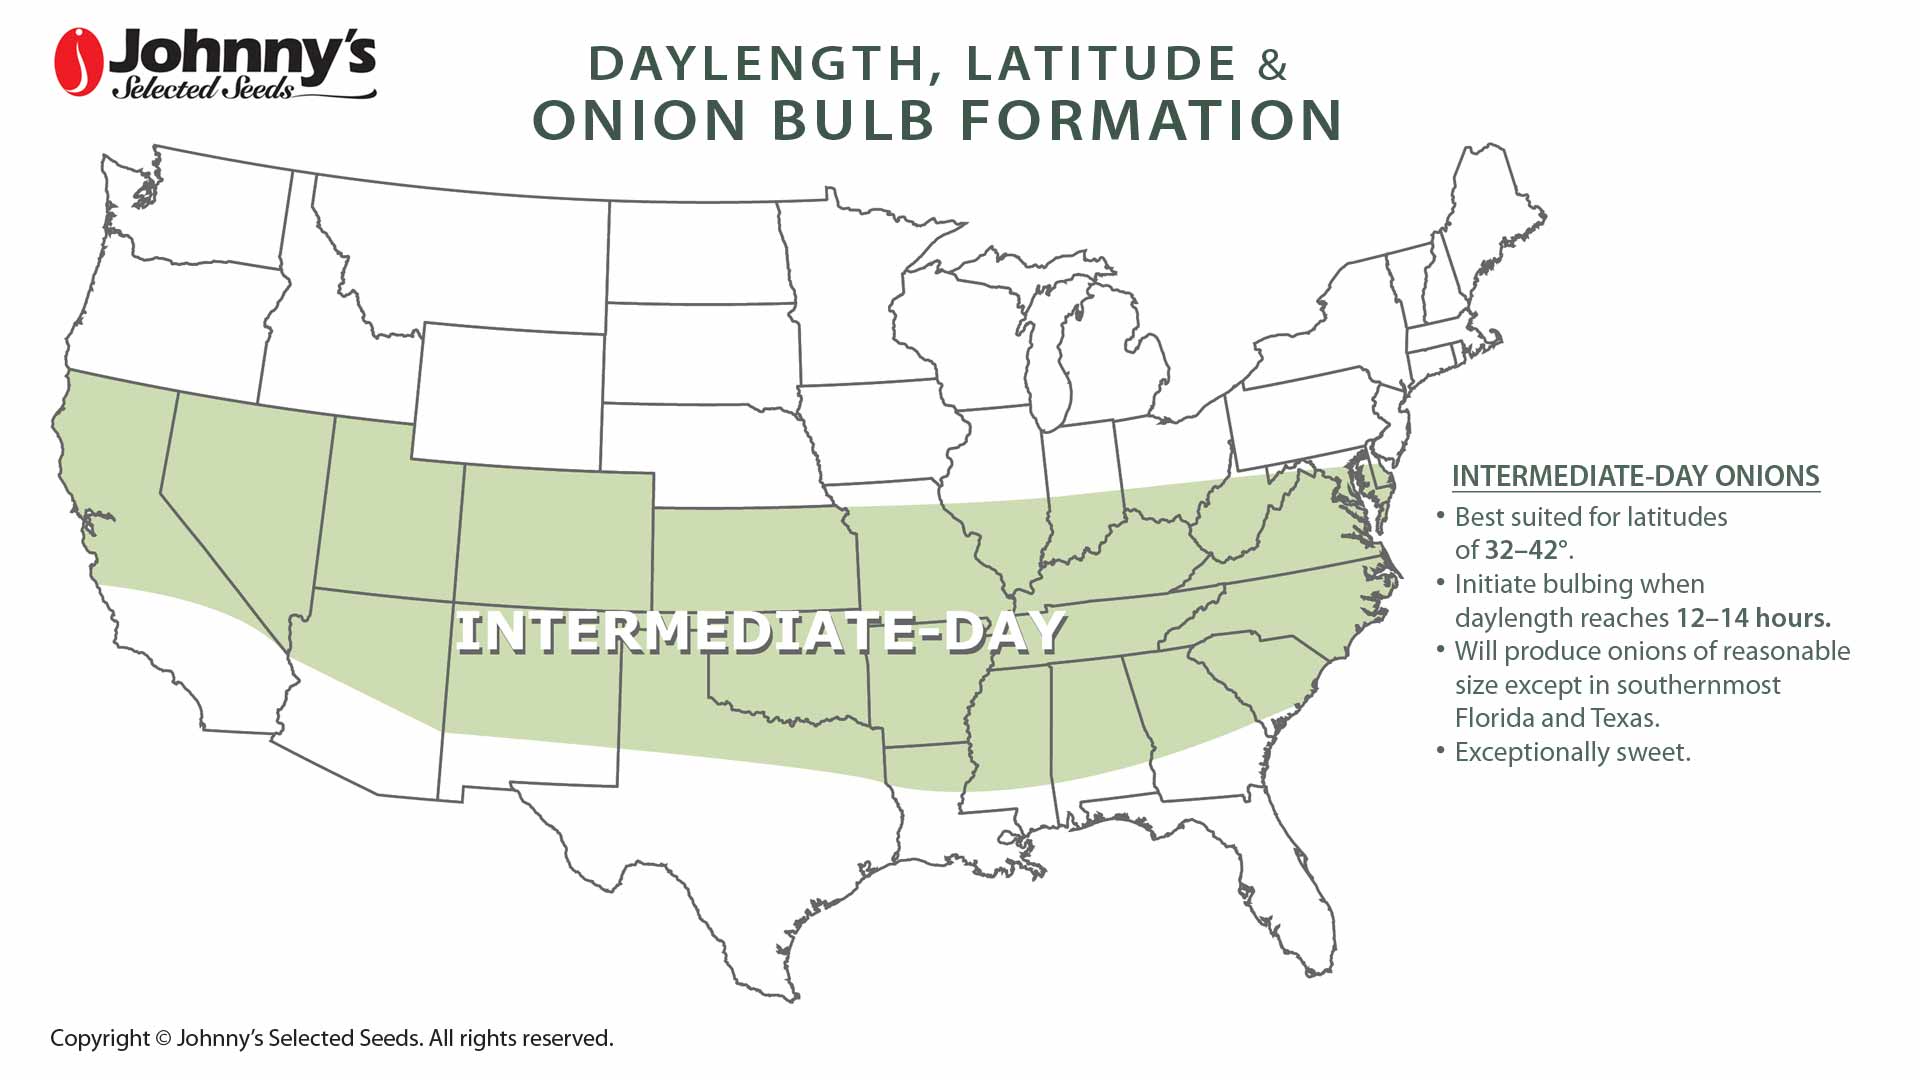 Johnny's
Selected Seeds
DAYLENGTH, LATITUDE &
ONION BULB FORMATION
INTERMEDIATE-DAY
INTERMEDIATE-DAY ONIONS
• Best suited for latitudes
of 32–42°.
• Initiate bulbing when
daylength reaches 12–14 hours.
• Will produce onions of reasonable
size except in southernmost
Florida and Texas.
• Exceptionally sweet.
Copyright © Johnny's Selected Seeds. All rights reserved.